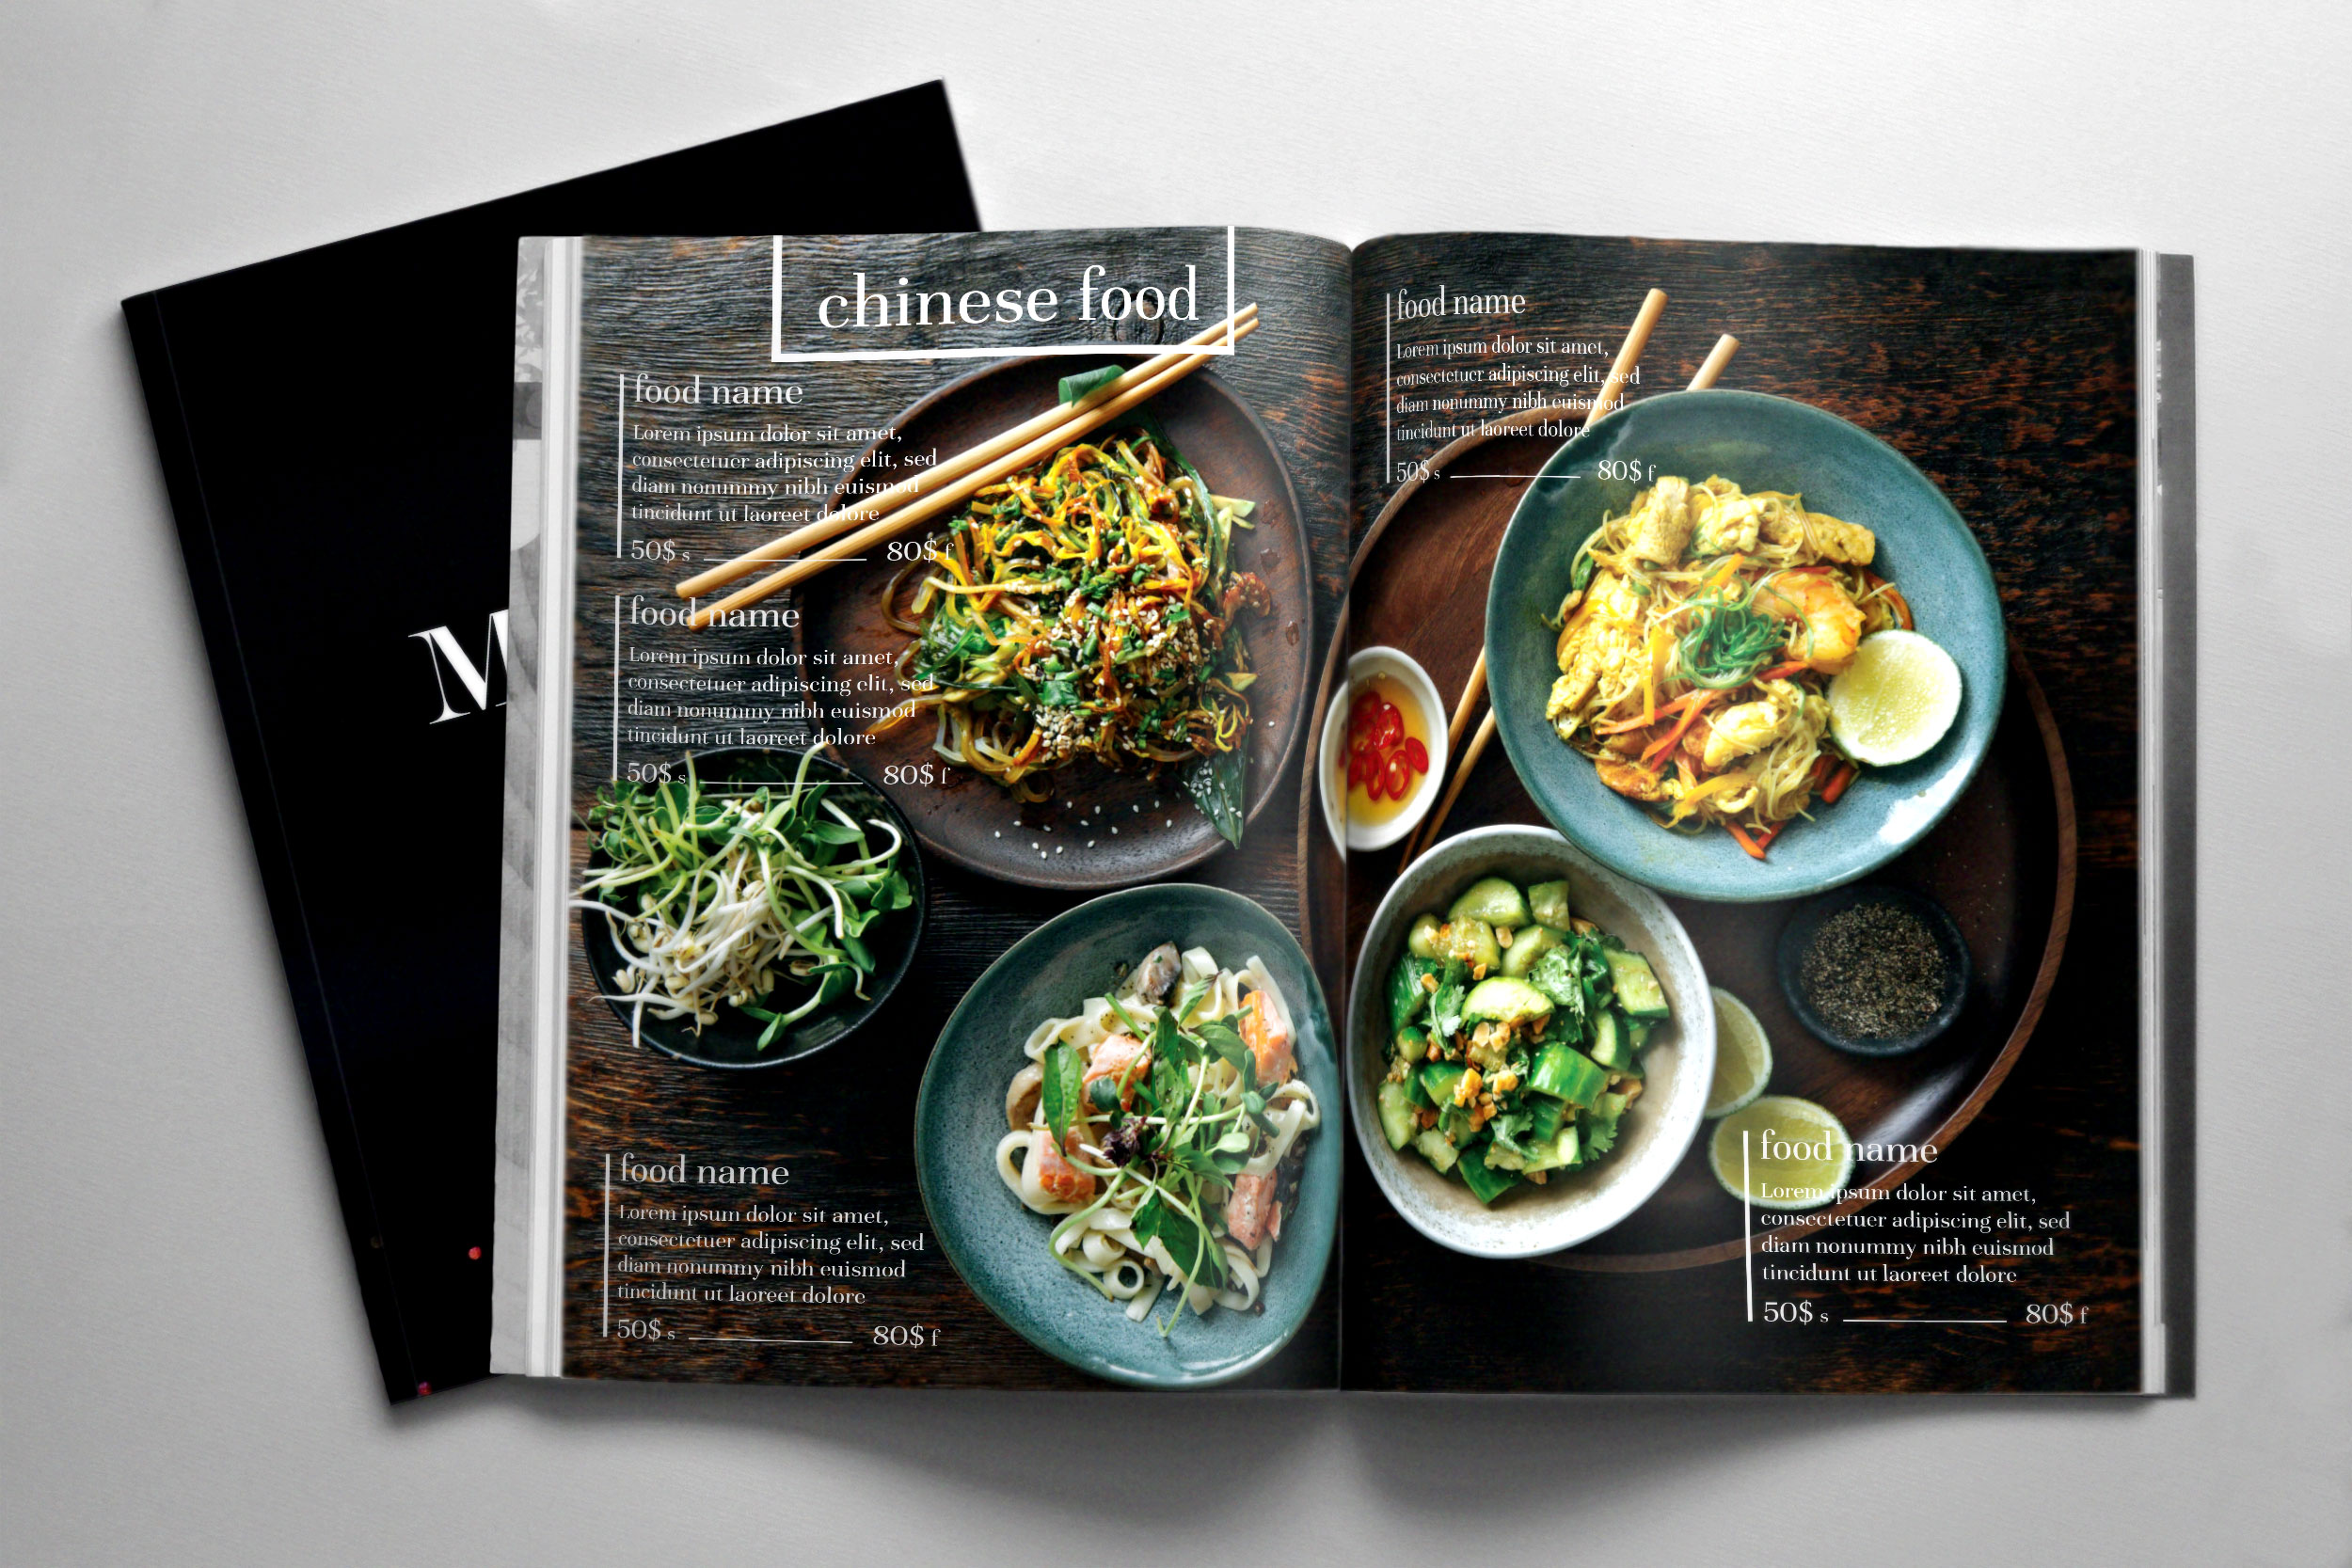 M
chinese food
food name
Lorem ipsum dolor sit amet,
consectetuer adipiscing elit, sed
diam nonummy nibh euismod
tincidunt ut laoreet dolore
50$ s 80$ f
food name
Lorem ipsum dolor sit amet,
consectetuer adipiscing elit, sed
diam nonummy nibh euismod
tincidunt ut laoreet dolore
50$ s 80$ f
food name
Lorem ipsum dolor sit amet,
consectetuer adipiscing elit, sed
diam nonummy nibh euismod
tincidunt ut laoreet dolore
50$ s 80$ f
food name
Lorem ipsum dolor sit amet,
consectetuer adipiscing elit, sed
diam nonummy nibh euismod
tincidunt ut laoreet dolore
50$ s 80$ f
food name
Lorem ipsum dolor sit amet,
consectetuer adipiscing elit, sed
diam nonummy nibh euismod
tincidunt ut laoreet dolore
50$ s 80$ f